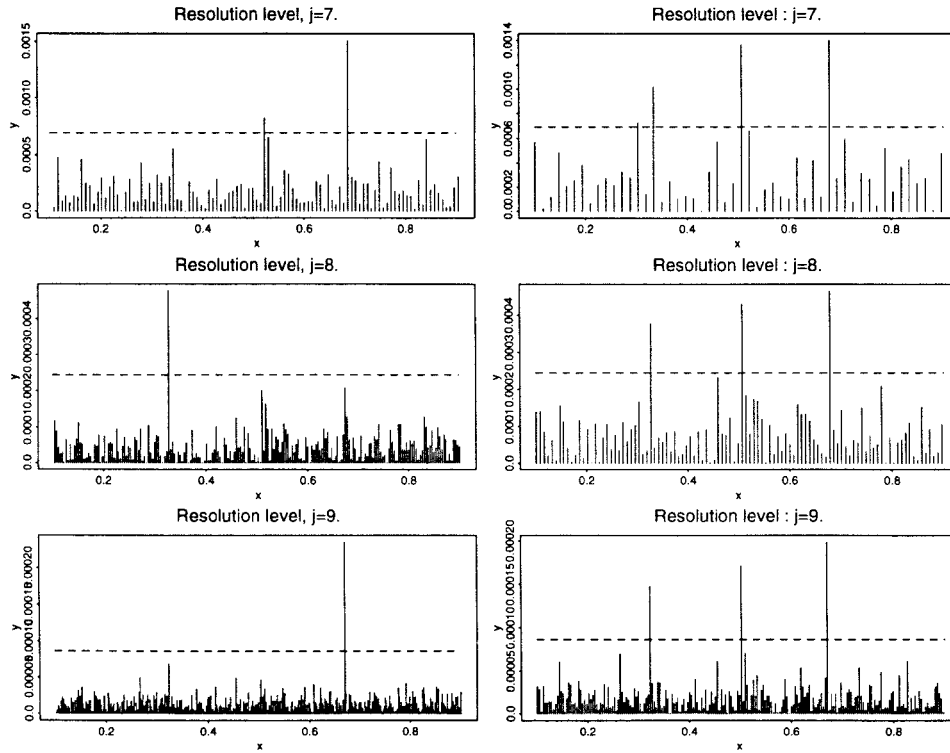 Resolution level, j=7.
y
0.0 0.0005 0.0010 0.0015
0.2 0.4 0.6 0.8
x
Resolution level : j=7.
y
0.0 0.0002 0.0006 0.0010 0.0014
0.2 0.4 0.6 0.8
x
Resolution level, j=8.
y
0.0 0.0001 0.0002 0.0003 0.0004
0.2 0.4 0.6 0.8
x
Resolution level : j=8.
y
0.0 0.0001 0.0002 0.0003 0.0004
0.2 0.4 0.6 0.8
x
Resolution level, j=9.
y
0.0 0.00005 0.00010 0.00015 0.00020
0.2 0.4 0.6 0.8
x
Resolution level : j=9.
y
0.0 0.00005 0.00010 0.00015 0.00020
0.2 0.4 0.6 0.8
x